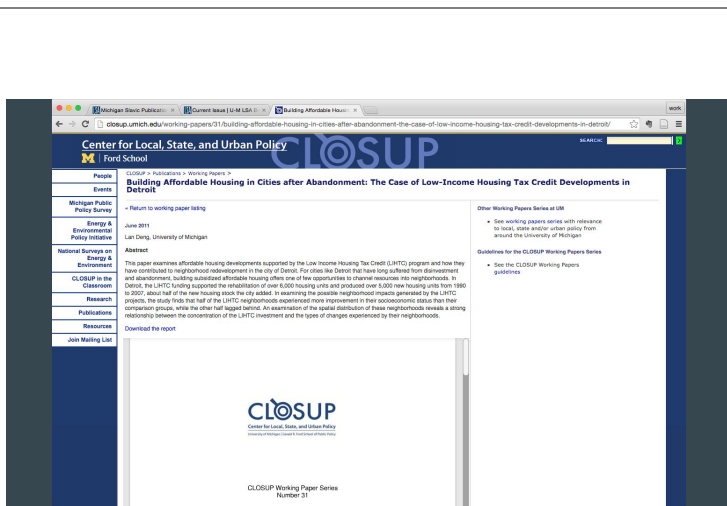 Michigan Slavic Publicatio
Current Issue | U-M LSA
Building Affordable Housin
work
closup.umich.edu/working-papers/31/building-affordable-housing-in-cities-after-abandonment-the-case-of-low-income-housing-tax-credit-developments-in-detroit/
Center for Local, State, and Urban Policy
M | Ford School
CLOSUP
SEARCH:
People
Events
Michigan Public
Policy Survey
Energy &
Environmental
Policy Initiative
National Surveys on
Energy &
Environment
CLOSUP in the
Classroom
Research
Publications
Resources
Join Mailing List
CLOSUP > Publications > Working Papers >
Building Affordable Housing in Cities after Abandonment: The Case of Low-Income Housing Tax Credit Developments in
Detroit
« Return to working paper listing
June 2011
Lan Deng, University of Michigan
Abstract
This paper examines affordable housing developments supported by the Low Income Housing Tax Credit (LIHTC) program and how they
have contributed to neighborhood redevelopment in the city of Detroit. For cities like Detroit that have long suffered from disinvestment
and abandonment, building subsidized affordable housing offers one of few opportunities to channel resources into neighborhoods. In
Detroit, the LIHTC funding supported the rehabilitation of over 6,000 housing units and produced over 5,000 new housing units from 1990
to 2007, about half of the new housing stock the city added. In examining the possible neighborhood impacts generated by the LIHTC
projects, the study finds that half of the LIHTC neighborhoods experienced more improvement in their socioeconomic status than their
comparison groups, while the other half lagged behind. An examination of the spatial distribution of these neighborhoods reveals a strong
relationship between the concentration of the LIHTC investment and the types of changes experienced by their neighborhoods.
Download the report
Other Working Papers Series at UM
See working papers series with relevance
to local, state and/or urban policy from
around the University of Michigan
Guidelines for the CLOSUP Working Papers Series
See the CLOSUP Working Papers
guidelines
CLOSUP
Center for Local, State, and Urban Policy
University of Michigan | Gerald R. Ford School of Public Policy
CLOSUP Working Paper Series
Number 31